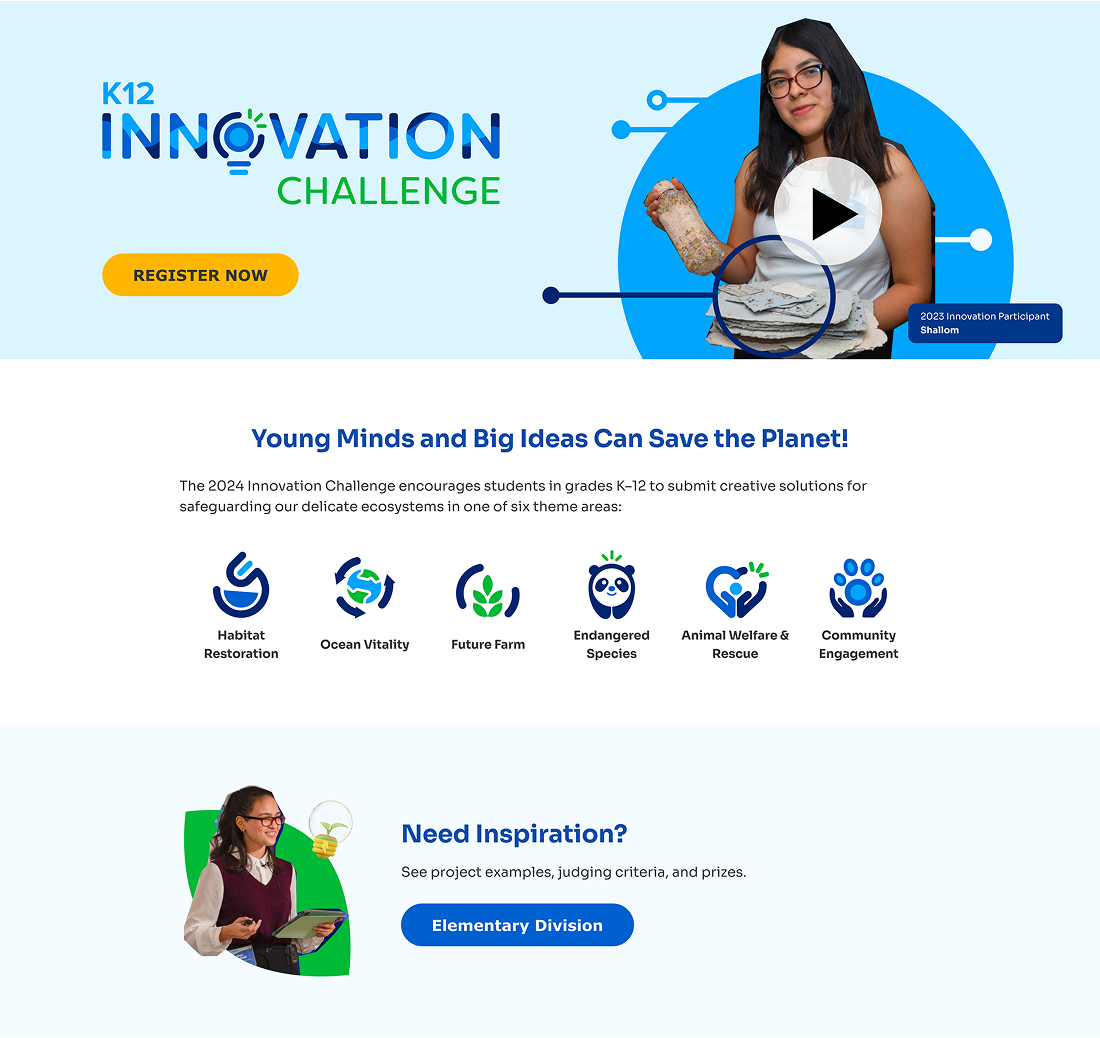 K12
INNOVATION
CHALLENGE
REGISTER NOW
2023 Innovation Participant
Shallom
Young Minds and Big Ideas Can Save the Planet!
The 2024 Innovation Challenge encourages students in grades K–12 to submit creative solutions for
safeguarding our delicate ecosystems in one of six theme areas:
Habitat
Restoration
Ocean Vitality
Future Farm
Endangered
Species
Animal Welfare &
Rescue
Community
Engagement
Need Inspiration?
See project examples, judging criteria, and prizes.
Elementary Division